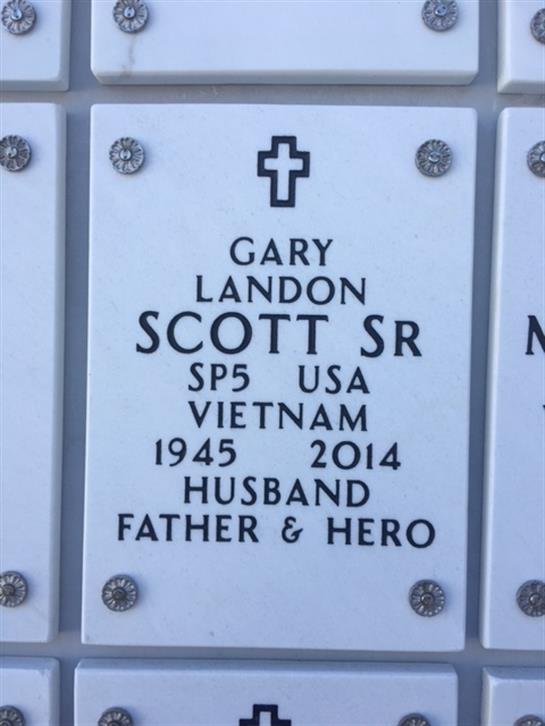 GARY
LANDON
SCOTT SR
SP5 USA
VIETNAM
1945 2014
HUSBAND
FATHER & HERO